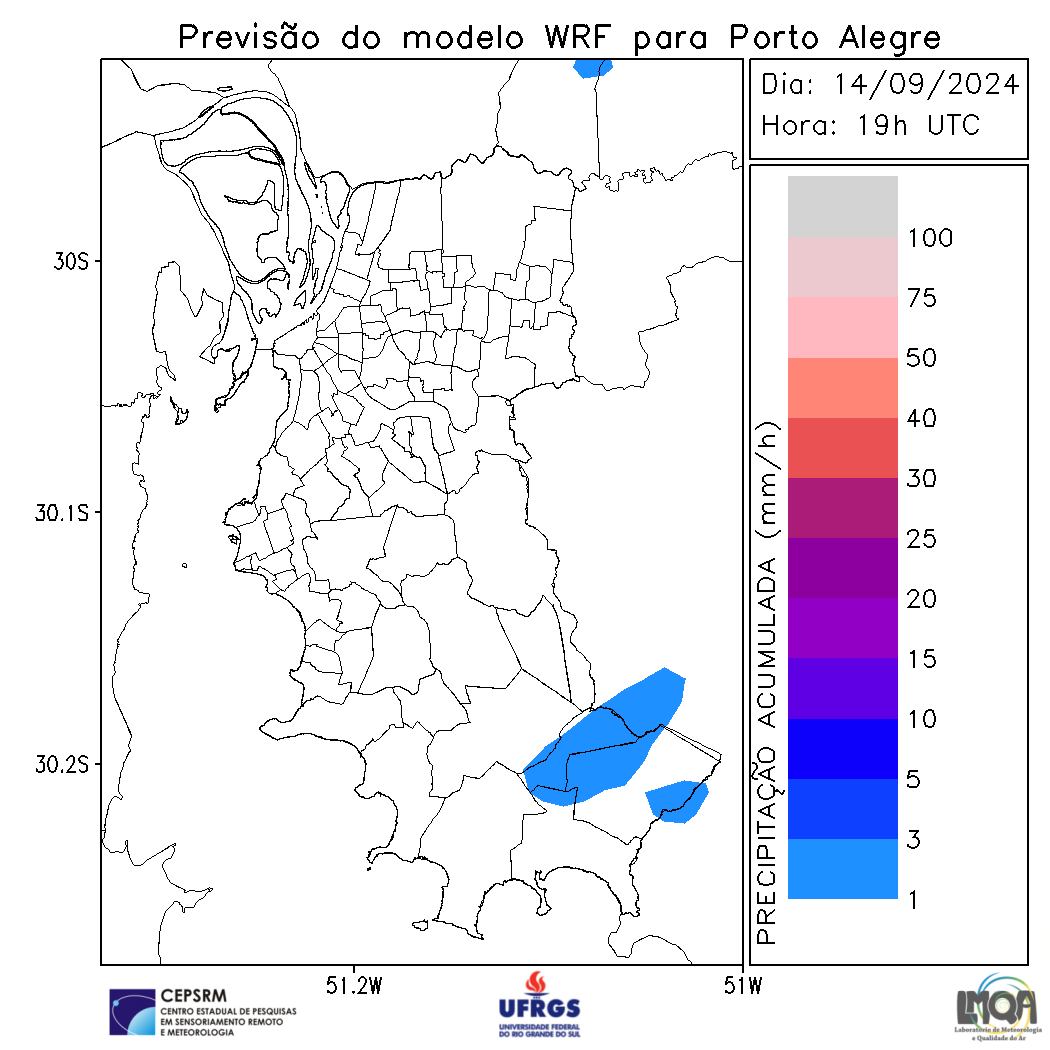 Previsão do modelo WRF para Porto Alegre
Dia: 14/09/2024
Hora: 19h UTC
30S
30.1S
30.2S
51.2W
51W
PRECIPITAÇÃO ACUMULADA (mm/h)
100
75
50
40
30
25
20
15
10
5
3
1
CEPSRM
CENTRO ESTADUAL DE PESQUISAS
EM SENSORIAMENTO REMOTO
E METEOROLOGIA
UFRGS
UNIVERSIDADE FEDERAL
DO RIO GRANDE DO SUL
LMQA
Laboratório de Meteorologia
e Qualidade do Ar